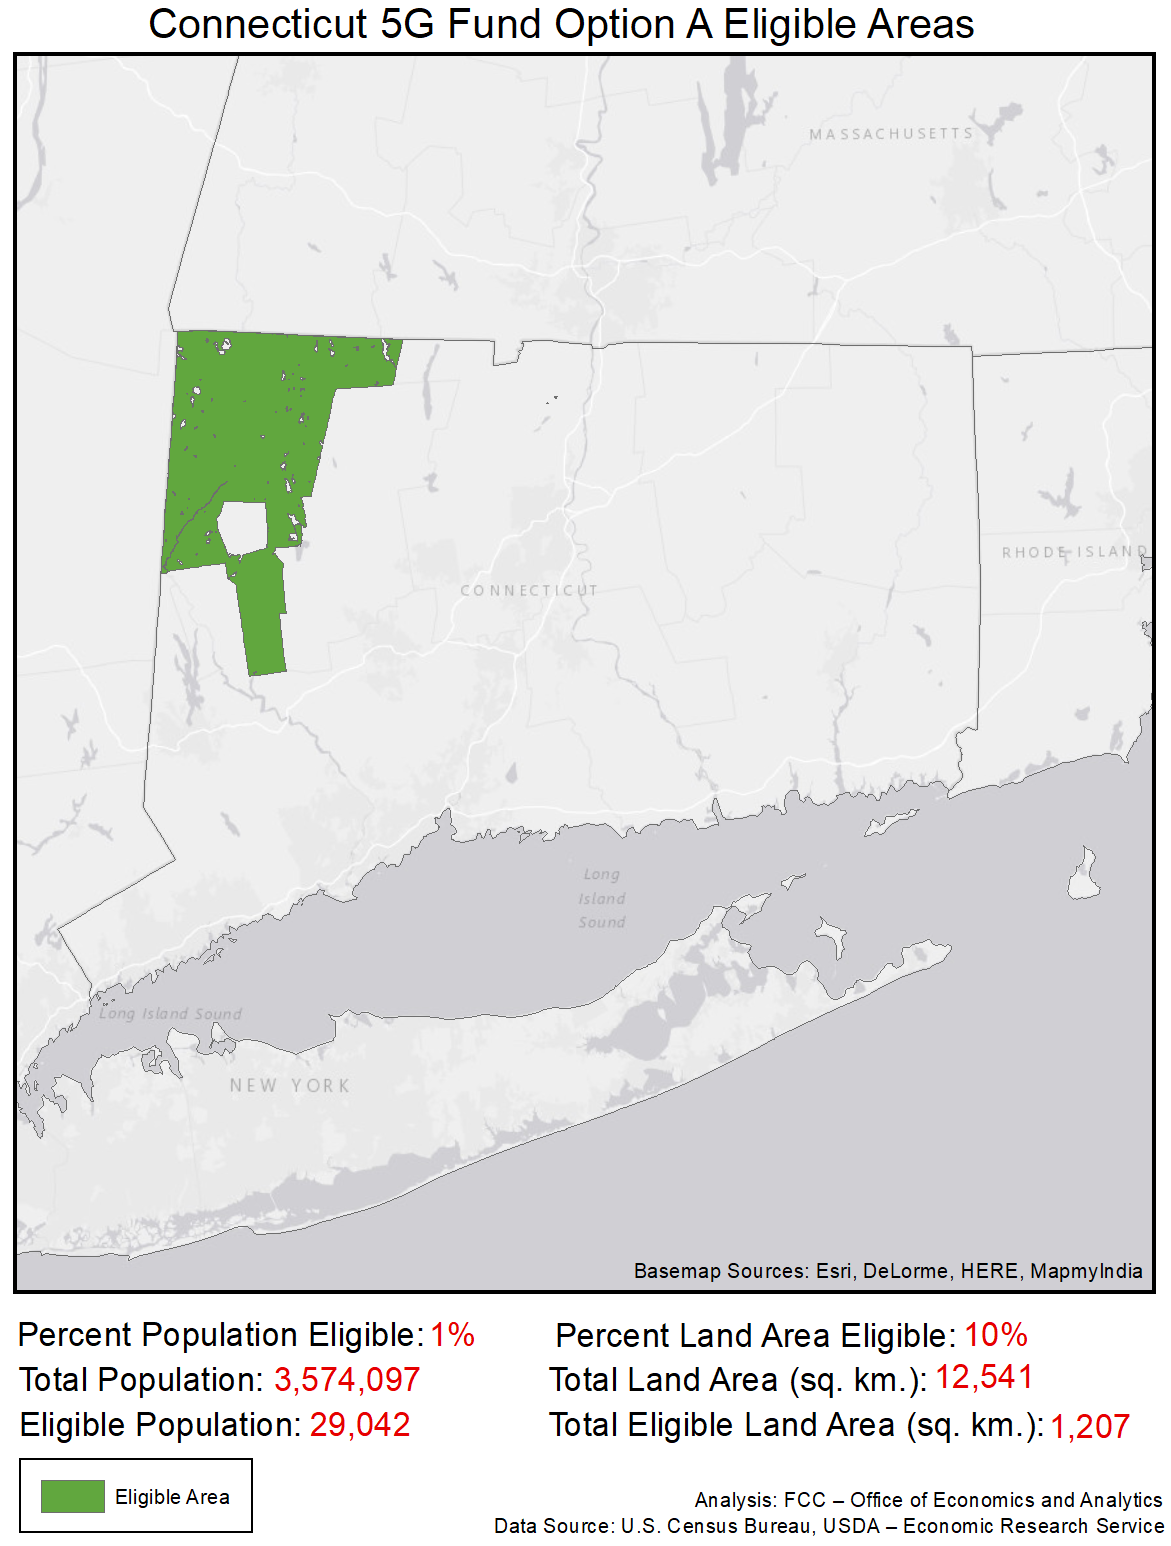 Connecticut 5G Fund Option A Eligible Areas
MASSACHUSETTS
RHODE ISLAND
CONNECTICUT
Long
Island
Sound
Long Island Sound
NEW YORK
Basemap Sources: Esri, DeLorme, HERE, MapmyIndia
Percent Population Eligible: 1%
Total Population: 3,574,097
Eligible Population: 29,042
Percent Land Area Eligible: 10%
Total Land Area (sq. km.): 12,541
Total Eligible Land Area (sq. km.): 1,207
Eligible Area
Analysis: FCC – Office of Economics and Analytics
Data Source: U.S. Census Bureau, USDA – Economic Research Service